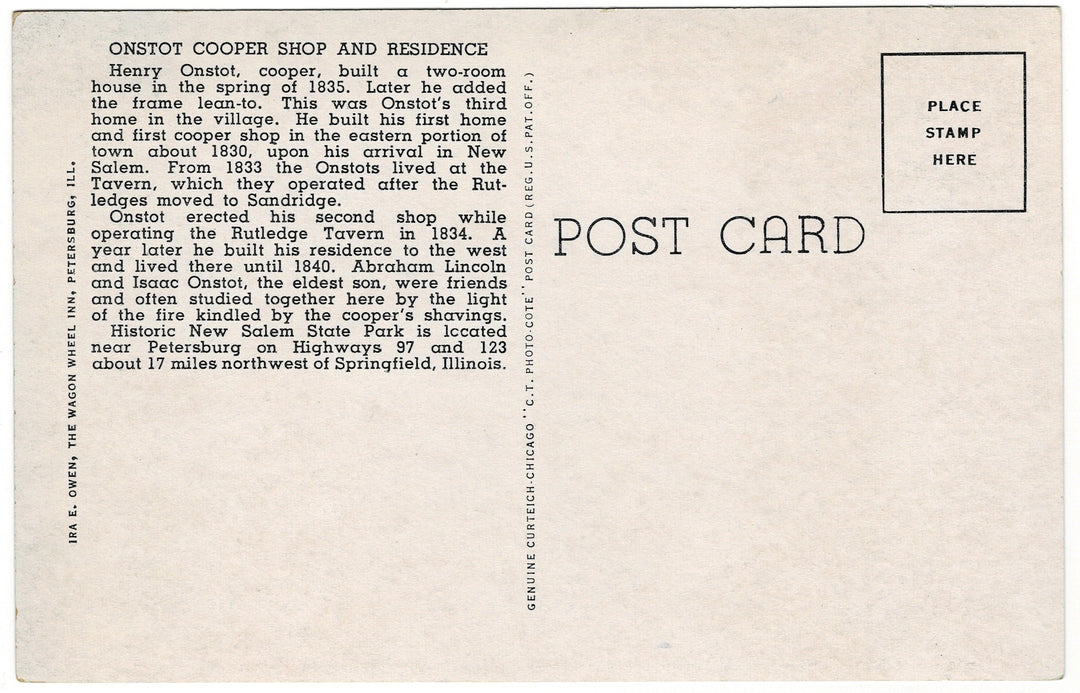 ONSTOT COOPER SHOP AND RESIDENCE
Henry Onstot, cooper, built a two-room
house in the spring of 1835. Later he added
the frame lean-to. This was Onstot's third
home in the village. He built his first home
and first cooper shop in the eastern portion of
town about 1830, upon his arrival in New
Salem. From 1833 the Onstots lived at the
Tavern, which they operated after the Rut-
ledges moved to Sandridge.
Onstot erected his second shop while
operating the Rutledge Tavern in 1834. A
year later he built his residence to the west
and lived there until 1840. Abraham Lincoln
and Isaac Onstot, the eldest son, were friends
and often studied together here by the light
of the fire kindled by the cooper's shavings.
Historic New Salem State Park is lccated
near Petersburg on Highways 97 and 123
about 17 miles northwest of Springfield, Illinois.
IRA E. OWEN, THE WAGON WHEEL INN, PETERSBURG, ILL.
GENUINE CURTEICH-CHICAGO "C.T. PHOTO-COTE" POST CARD (REG. U.S. PAT. OFF.)
POST CARD
PLACE
STAMP
HERE